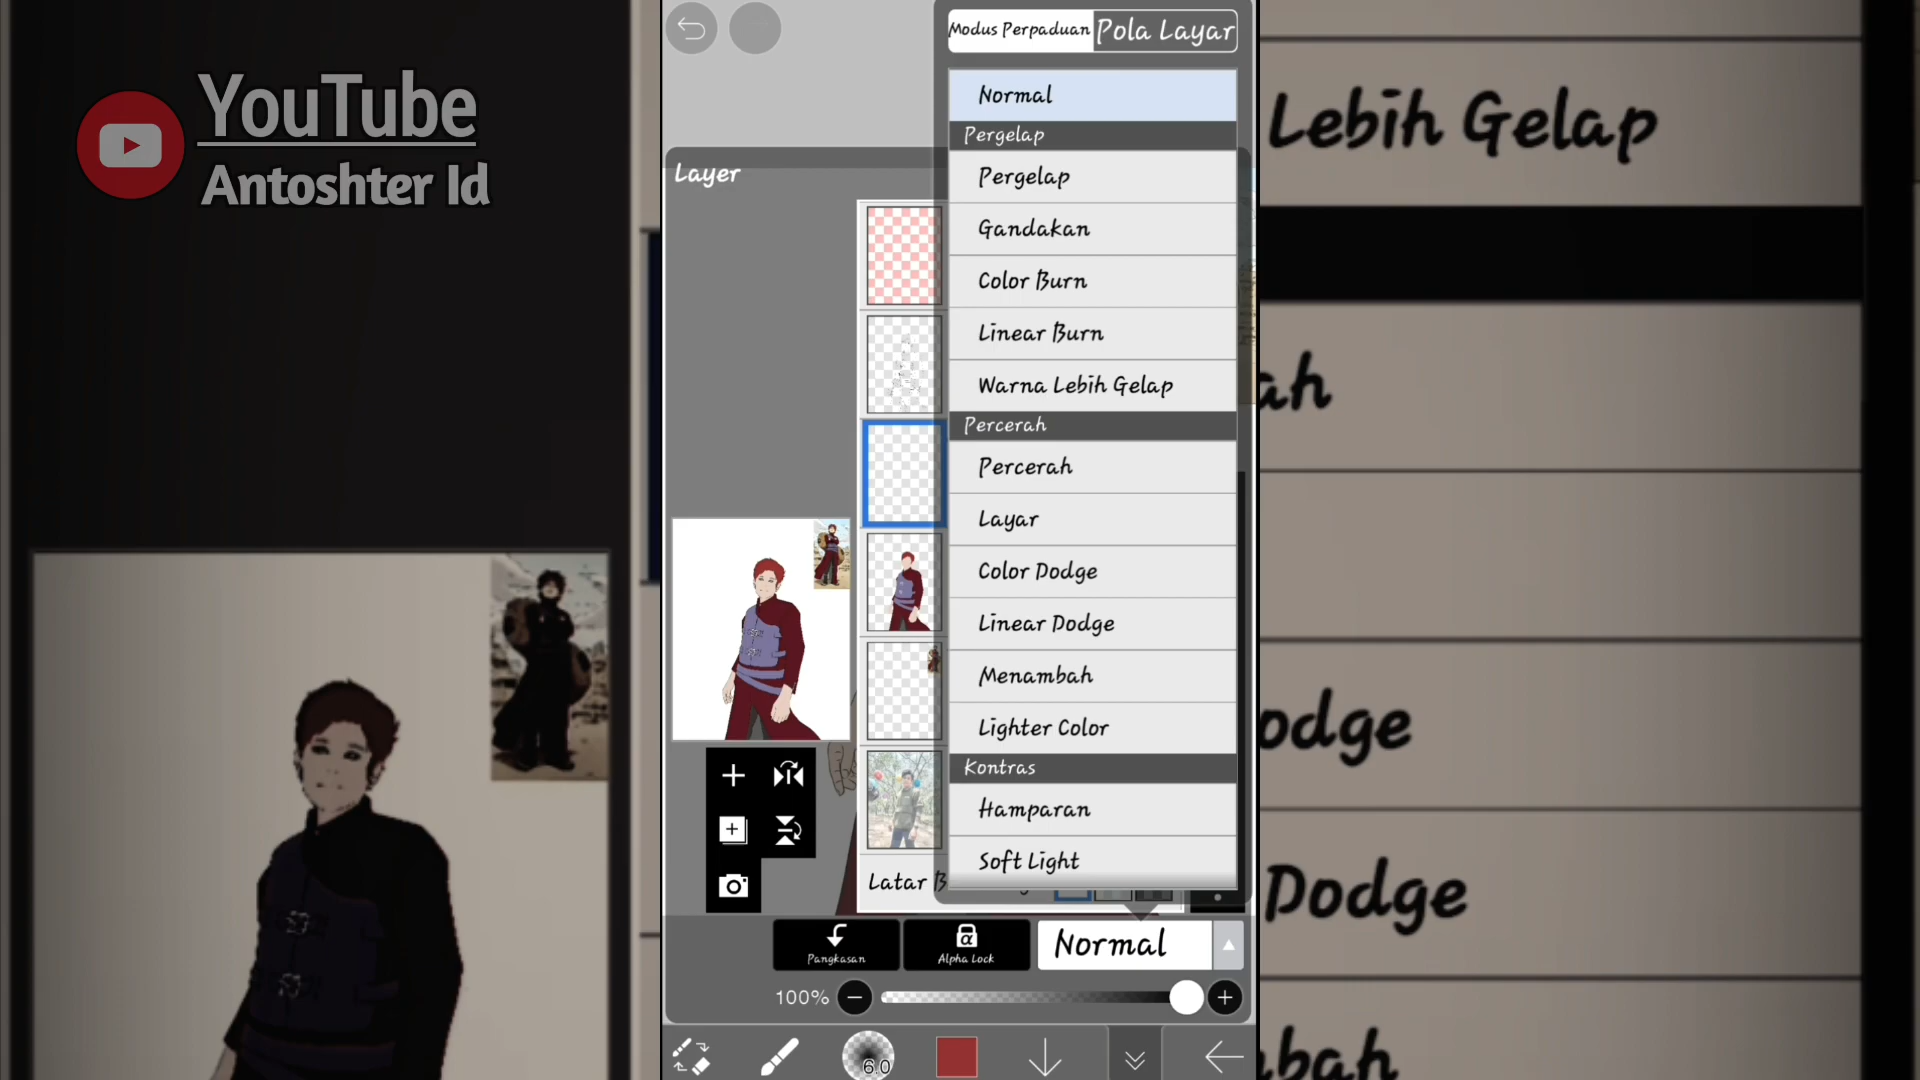 YouTube
Antoshter Id
Modus Perpaduan
Pola Layar
Layer
Normal
Pergelap
Pergelap
Gandakan
Color Burn
Linear Burn
Warna Lebih Gelap
Percerah
Percerah
Layar
Color Dodge
Linear Dodge
Menambah
Lighter Color
Kontras
Hamparan
Soft Light
Latar B
Pangkasan
α
Alpha Lock
Normal
100%
6.0
Lebih Gelap
ah
odge
Dodge
bah